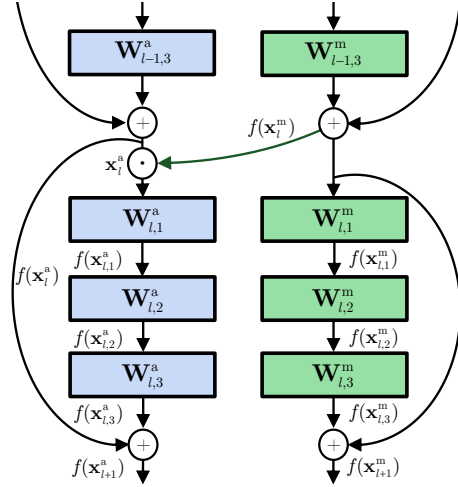 W^a_{l-1,3} W^m_{l-1,3}
+ +
f(x^m_l)
x^a_l ·
W^a_{l,1} W^m_{l,1}
f(x^a_{l,1}) f(x^m_{l,1})
f(x^a_l)
W^a_{l,2} W^m_{l,2}
f(x^a_{l,2}) f(x^m_{l,2})
W^a_{l,3} W^m_{l,3}
f(x^a_{l,3}) f(x^m_{l,3})
+ +
f(x^a_{l+1}) f(x^m_{l+1})